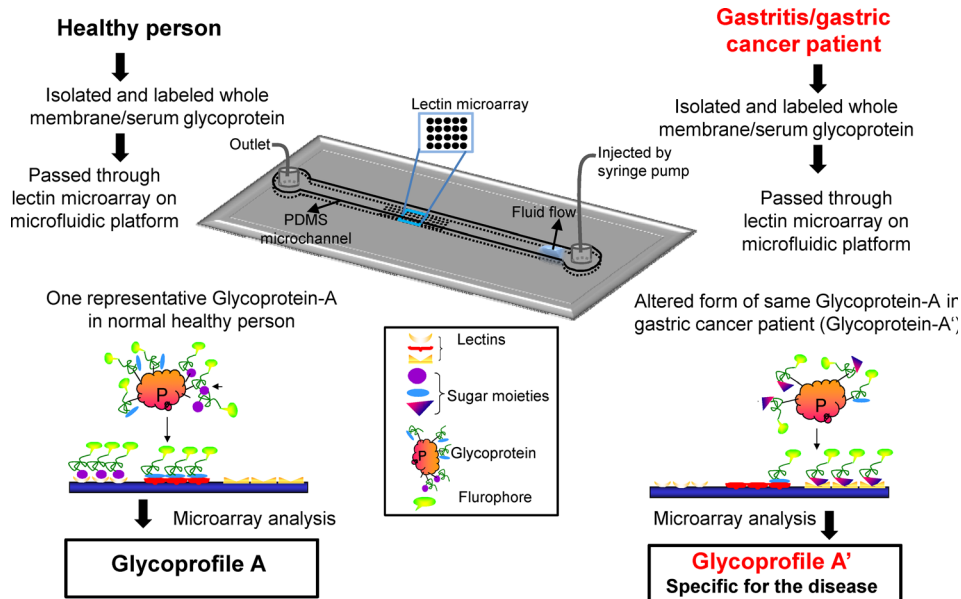 Healthy person
Isolated and labeled whole
membrane/serum glycoprotein
Passed through
lectin microarray on
microfluidic platform
Lectin microarray
Outlet
Injected by
syringe pump
PDMS
microchannel
Fluid flow
Gastritis/gastric
cancer patient
Isolated and labeled whole
membrane/serum glycoprotein
Passed through
lectin microarray on
microfluidic platform
One representative Glycoprotein-A
in normal healthy person
P
Microarray analysis
Glycoprofile A
Lectins
Sugar moieties
P
Glycoprotein
Flurophore
Altered form of same Glycoprotein-A in
gastric cancer patient (Glycoprotein-A‘)
P
Microarray analysis
Glycoprofile A’
Specific for the disease